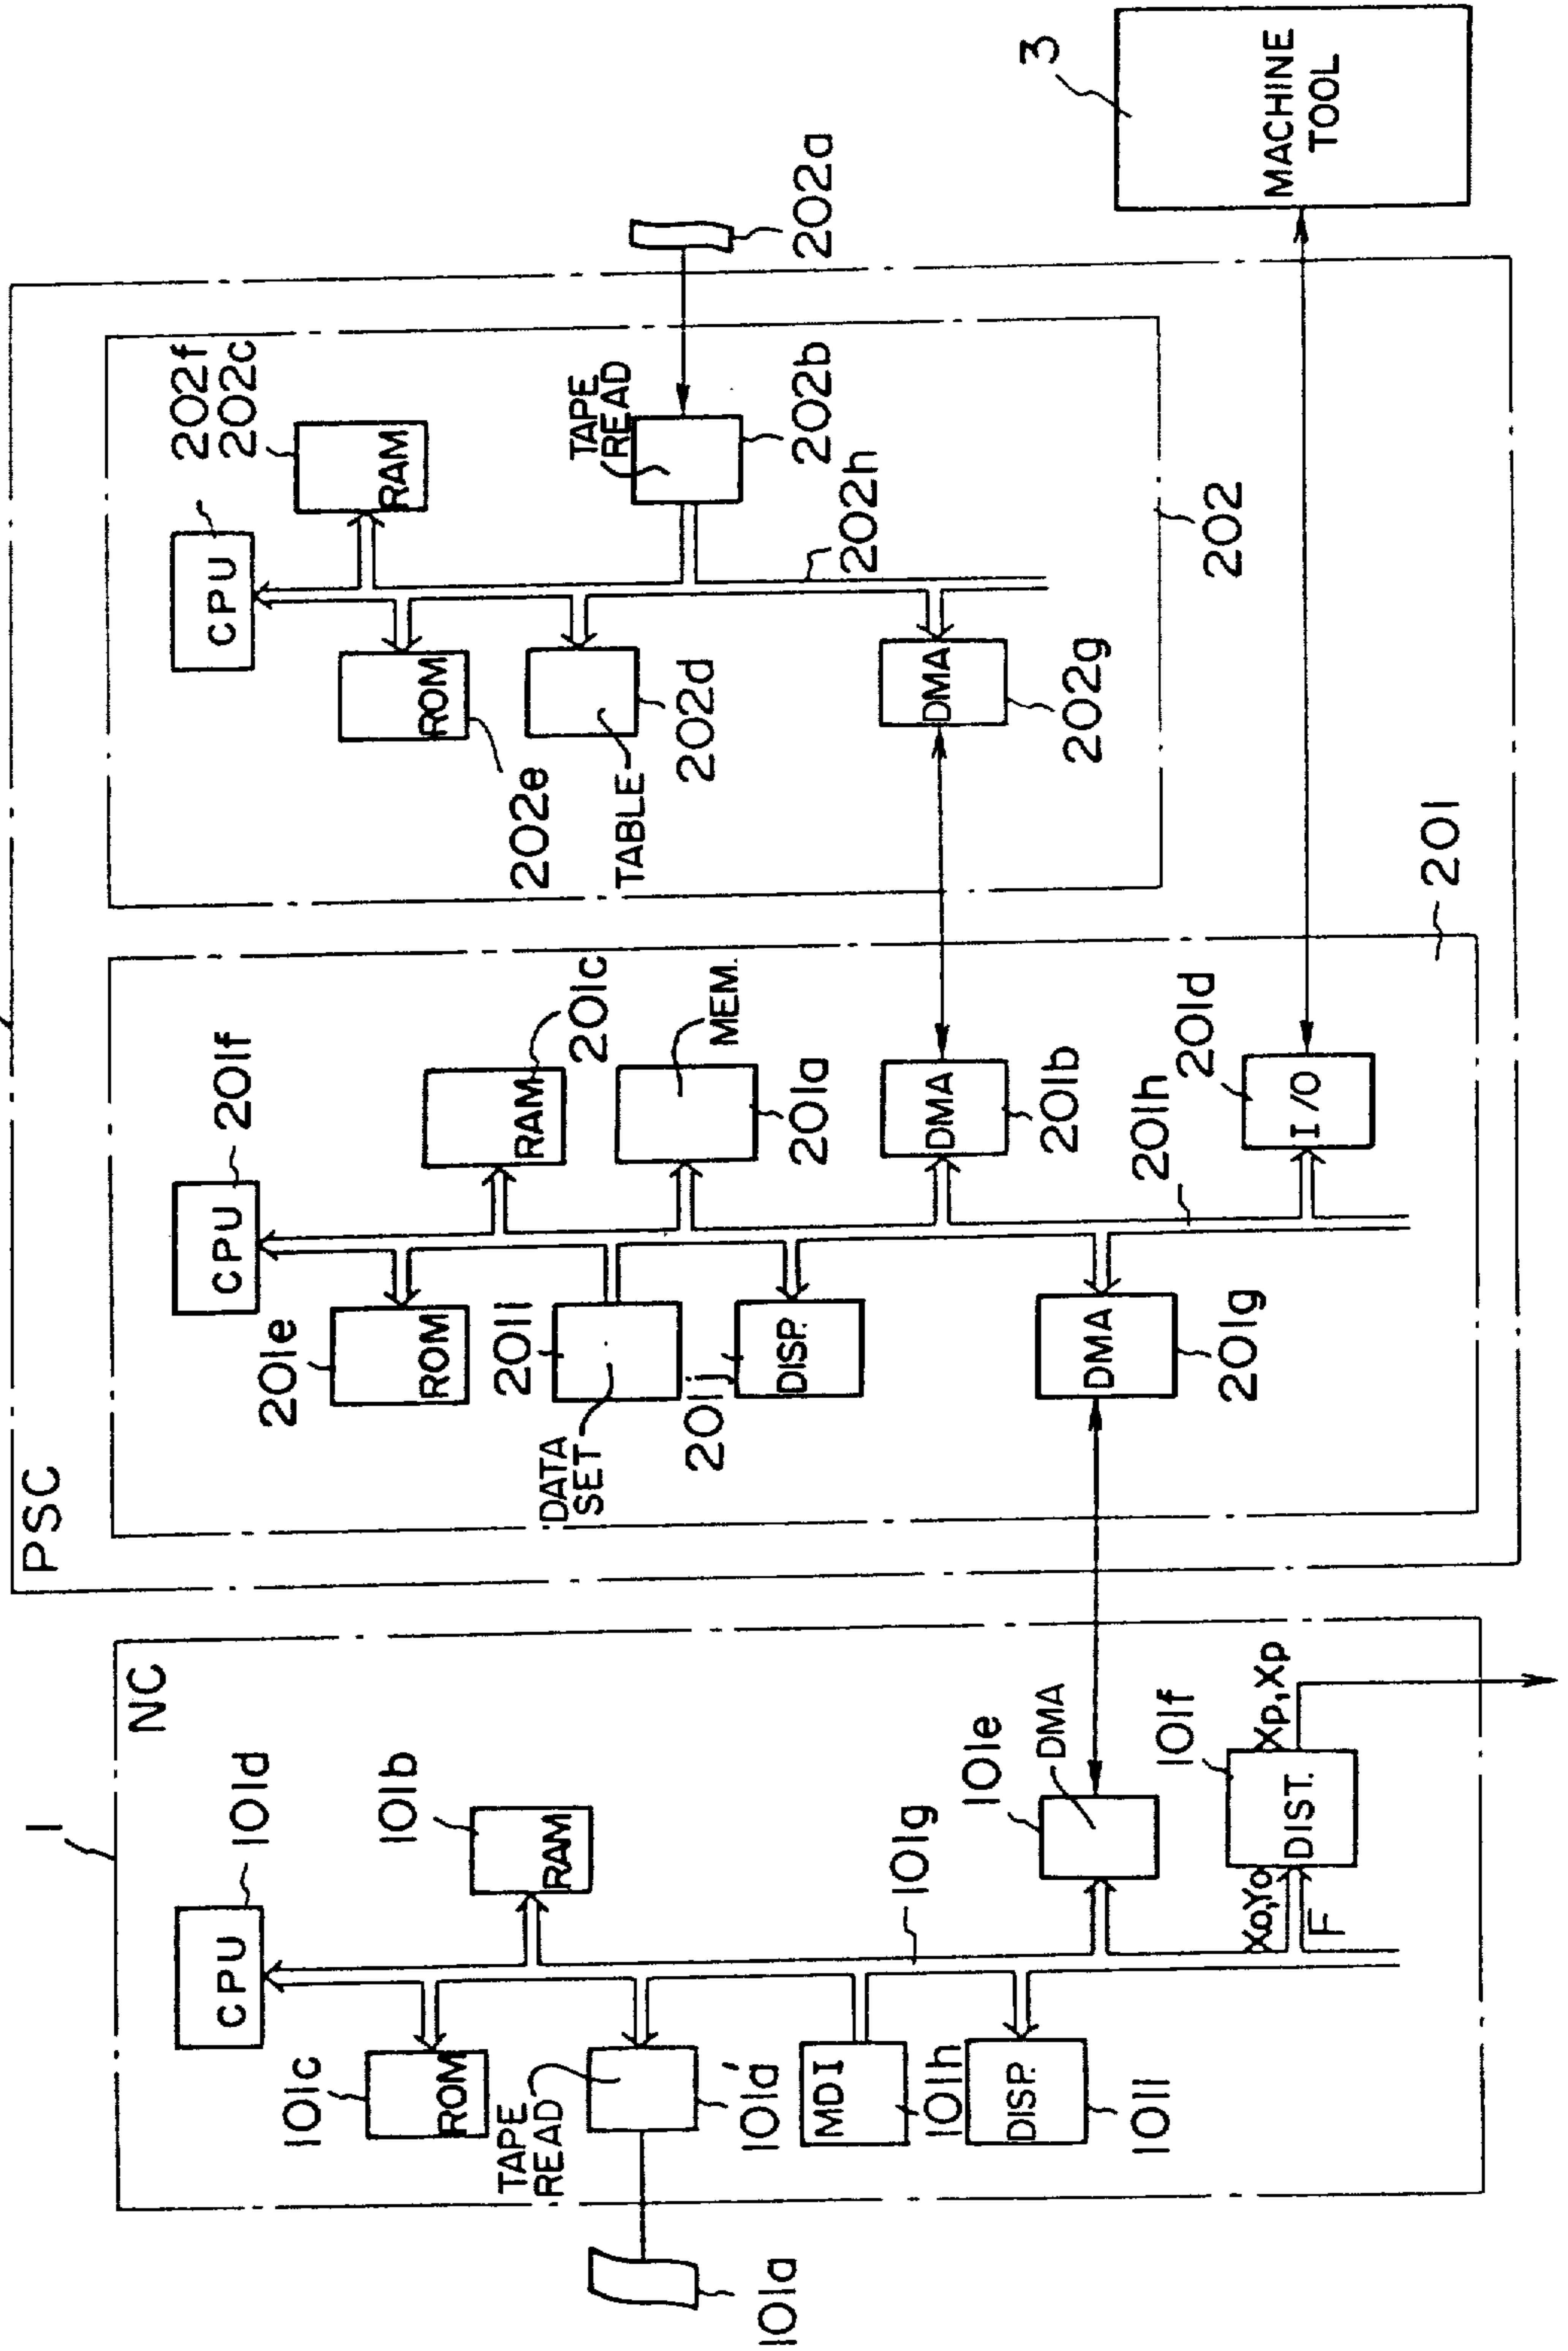 1
NC
CPU
101d
101c
ROM
101b
RAM
TAPE
READ
101a'
101a
MDI
101h
DISP.
101i
101g
101e
DMA
101f
Xo,Yo
F
DIST.
Xp,Xp
PSC
CPU
201f
201e
ROM
201c
RAM
201i
DATA
SET
MEM.
201a
201j
DISP.
DMA
201b
201h
DMA
201g
201d
I/O
201
CPU
202f
202c
RAM
ROM
202e
TABLE
202d
TAPE
READ
202b
202a
202h
DMA
202g
202
3
MACHINE
TOOL